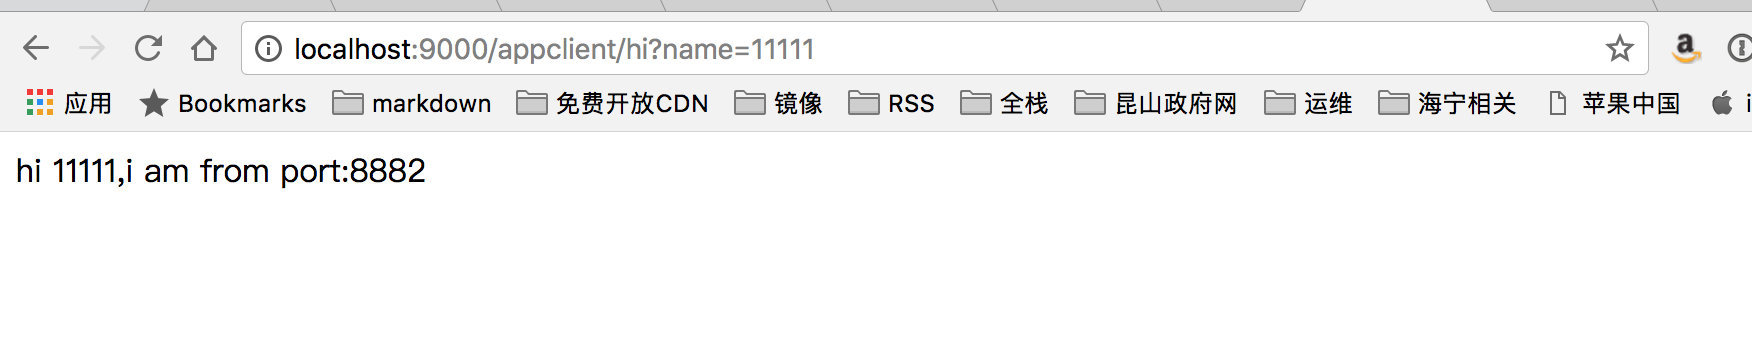 localhost:9000/appclient/hi?name=11111
应用 Bookmarks markdown 免费开放CDN 镜像 RSS 全栈 昆山政府网 运维 海宁相关 苹果中国 i
hi 11111,i am from port:8882